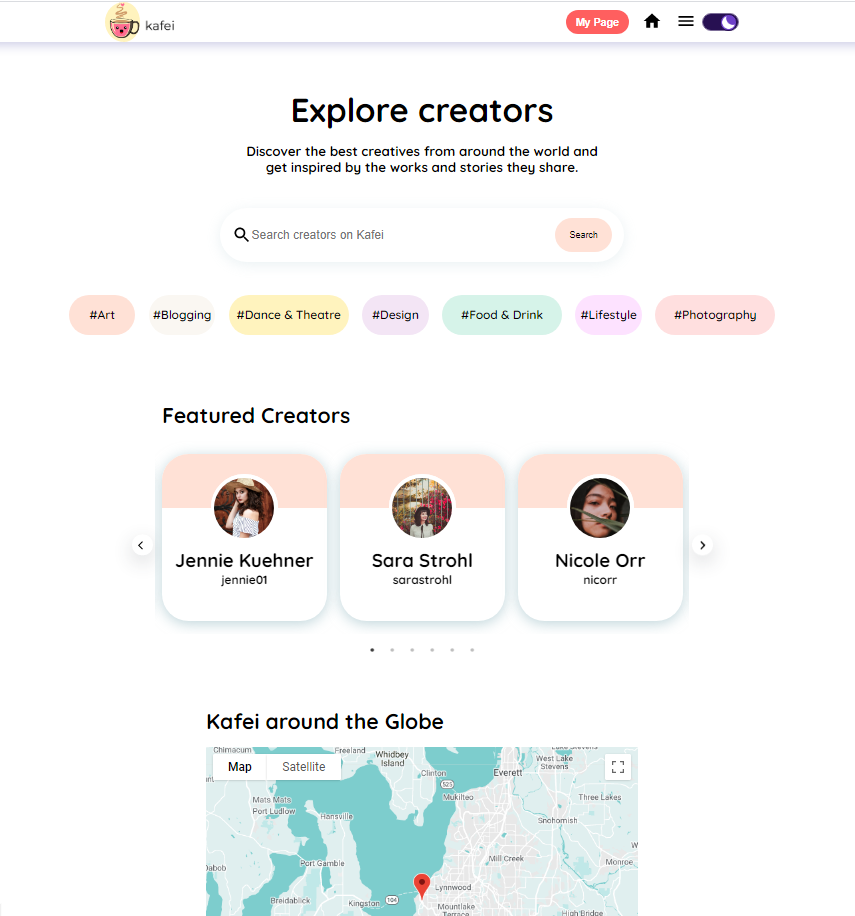 kafei
My Page
Explore creators
Discover the best creatives from around the world and
get inspired by the works and stories they share.
Search creators on Kafei
Search
#Art
#Blogging
#Dance & Theatre
#Design
#Food & Drink
#Lifestyle
#Photography
Featured Creators
Jennie Kuehner
jennie01
Sara Strohl
sarastrohl
Nicole Orr
nicorr
Kafei around the Globe
Chimacum
Freeland
Whidbey
Island
West Lake
Stevens
Map
Satellite
Clinton
Everett
525
Mukilteo
Mats Mats
Port Ludlow
Three Lakes
Hansville
Snohomish
Port Gamble
Mill Creek
Monroe
Lynnwood
Breidablick
Kingston
104
Mountlake
Terrace
High Bridge